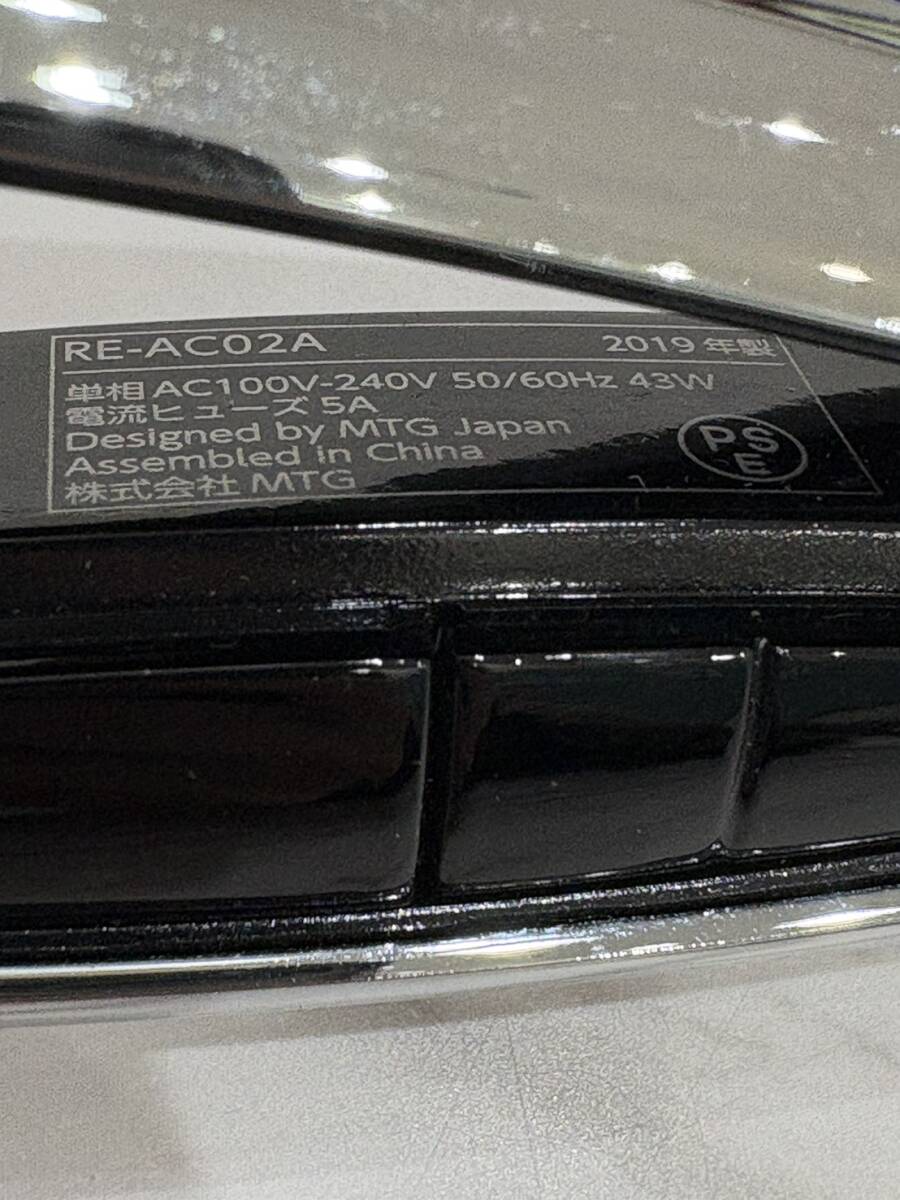 RE-AC02A 2019 年製
単相 AC100V-240V 50/60Hz 43W
電流ヒューズ 5A
Designed by MTG Japan
Assembled in China
株式会社 MTG
PSE